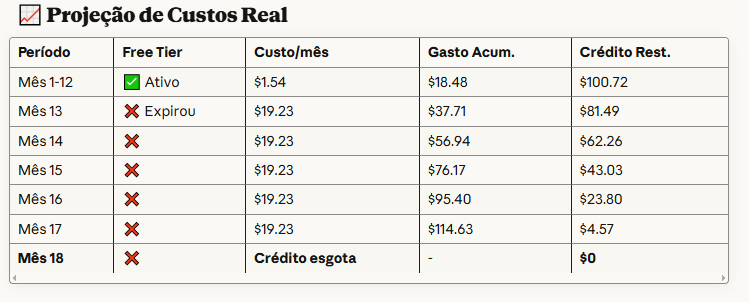 📈 Projeção de Custos Real
Período Free Tier Custo/mês Gasto Acum. Crédito Rest.
Mês 1-12 ✅ Ativo $1.54 $18.48 $100.72
Mês 13 ❌ Expirou $19.23 $37.71 $81.49
Mês 14 ❌ $19.23 $56.94 $62.26
Mês 15 ❌ $19.23 $76.17 $43.03
Mês 16 ❌ $19.23 $95.40 $23.80
Mês 17 ❌ $19.23 $114.63 $4.57
Mês 18 ❌ Crédito esgota - $0